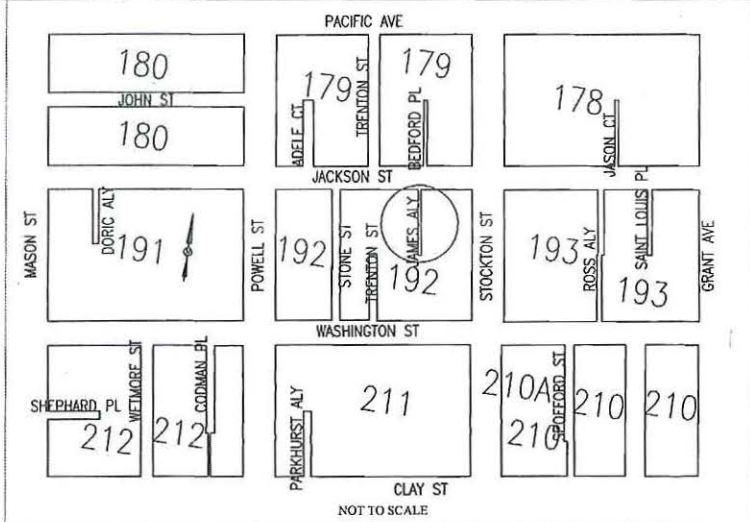 PACIFIC AVE
180
179
TRENTON ST
179
178
JOHN ST
180
ADELE CT
BEDFORD PL
JASON CT
JACKSON ST
MASON ST
DORIC ALY
191
POWELL ST
192
STONE ST
TRENTON ST
JAMES ALY
192
STOCKTON ST
193
ROSS ALY
SAINT LOUIS PL
193
GRANT AVE
WASHINGTON ST
SHEPHARD PL
212
WETMORE ST
212
CODMAN PL
PARKHURST ALY
211
210A
210
SPOFFORD ST
210
210
CLAY ST
NOT TO SCALE